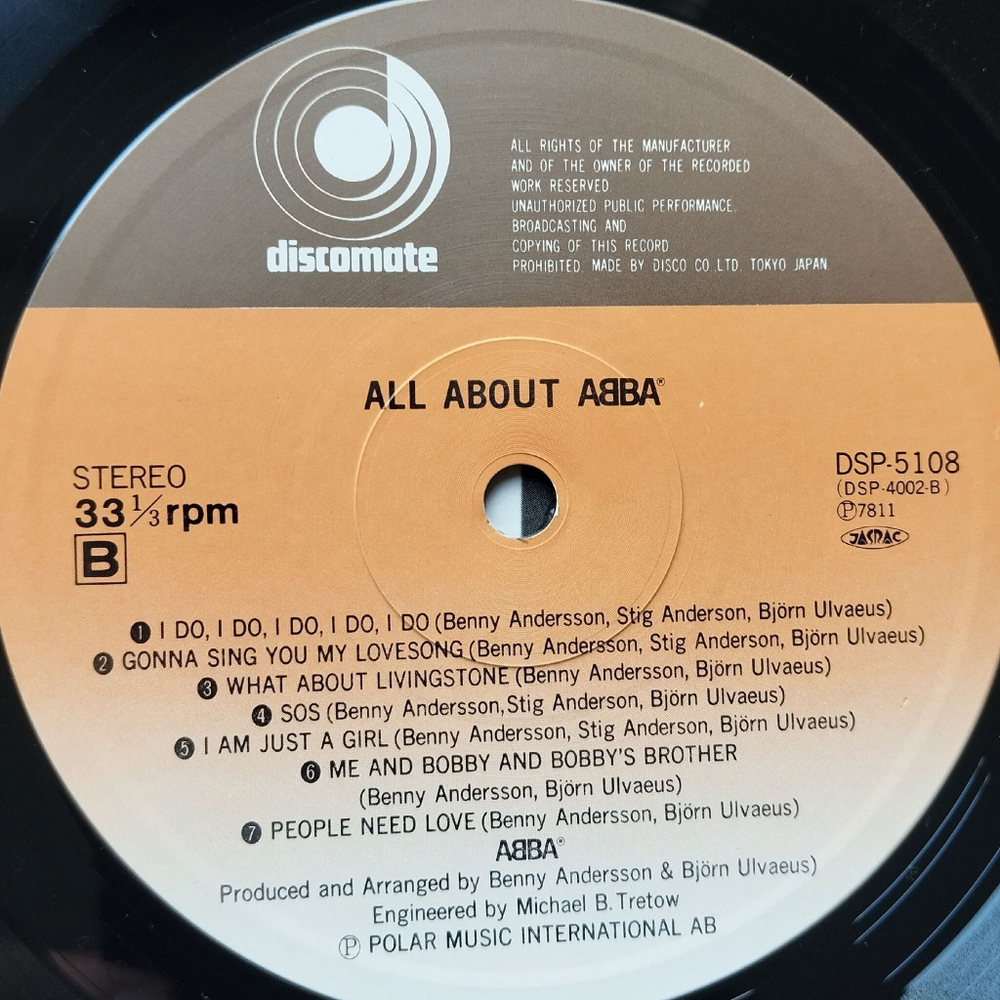 discomate
ALL RIGHTS OF THE MANUFACTURER
AND OF THE OWNER OF THE RECORDED
WORK RESERVED
UNAUTHORIZED PUBLIC PERFORMANCE.
BROADCASTING AND
COPYING OF THIS RECORD
PROHIBITED. MADE BY DISCO CO., LTD. TOKYO JAPAN.
ALL ABOUT ABBA®
STEREO
33 1/3 rpm
B
DSP-5108
(DSP-4002-B)
Ⓟ7811
JASRAC
❶ I DO, I DO, I DO, I DO, I DO (Benny Andersson, Stig Anderson, Björn Ulvaeus)
❷ GONNA SING YOU MY LOVESONG (Benny Andersson, Stig Anderson, Björn Ulvaeus)
❸ WHAT ABOUT LIVINGSTONE (Benny Andersson, Björn Ulvaeus)
❹ SOS (Benny Andersson, Stig Anderson, Björn Ulvaeus)
❺ I AM JUST A GIRL (Benny Andersson, Stig Anderson, Björn Ulvaeus)
❻ ME AND BOBBY AND BOBBY'S BROTHER
(Benny Andersson, Björn Ulvaeus)
❼ PEOPLE NEED LOVE (Benny Andersson, Björn Ulvaeus)
ABBA®
Produced and Arranged by Benny Andersson & Björn Ulvaeus)
Engineered by Michael B. Tretow
Ⓟ POLAR MUSIC INTERNATIONAL AB